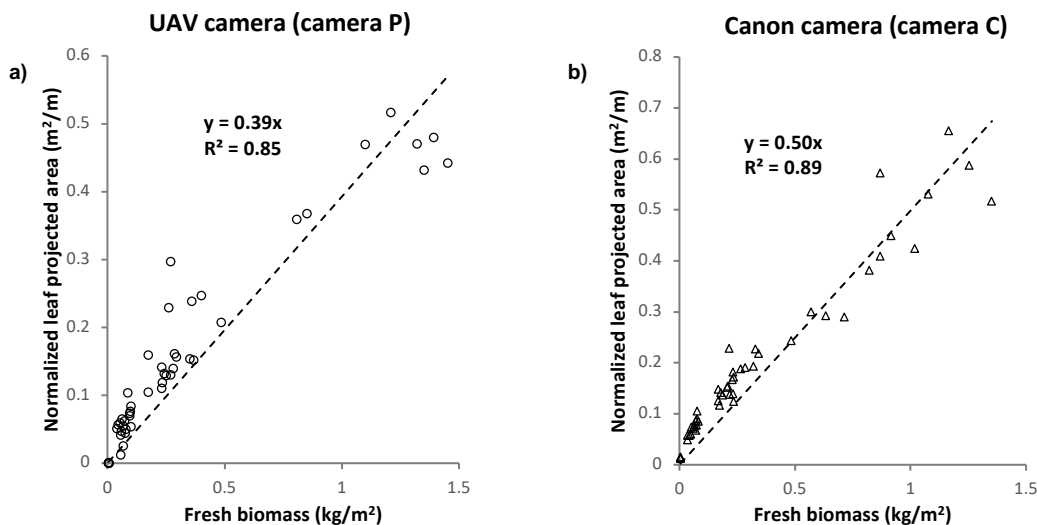 UAV camera (camera P)
a)
Normalized leaf projected area (m²/m)
0.6
0.5
0.4
0.3
0.2
0.1
0
y = 0.39x
R² = 0.85
0 0.5 1 1.5
Fresh biomass (kg/m²)
Canon camera (camera C)
b)
Normalized leaf projected area (m²/m)
0.8
0.7
0.6
0.5
0.4
0.3
0.2
0.1
0
y = 0.50x
R² = 0.89
0 0.5 1 1.5
Fresh biomass (kg/m²)